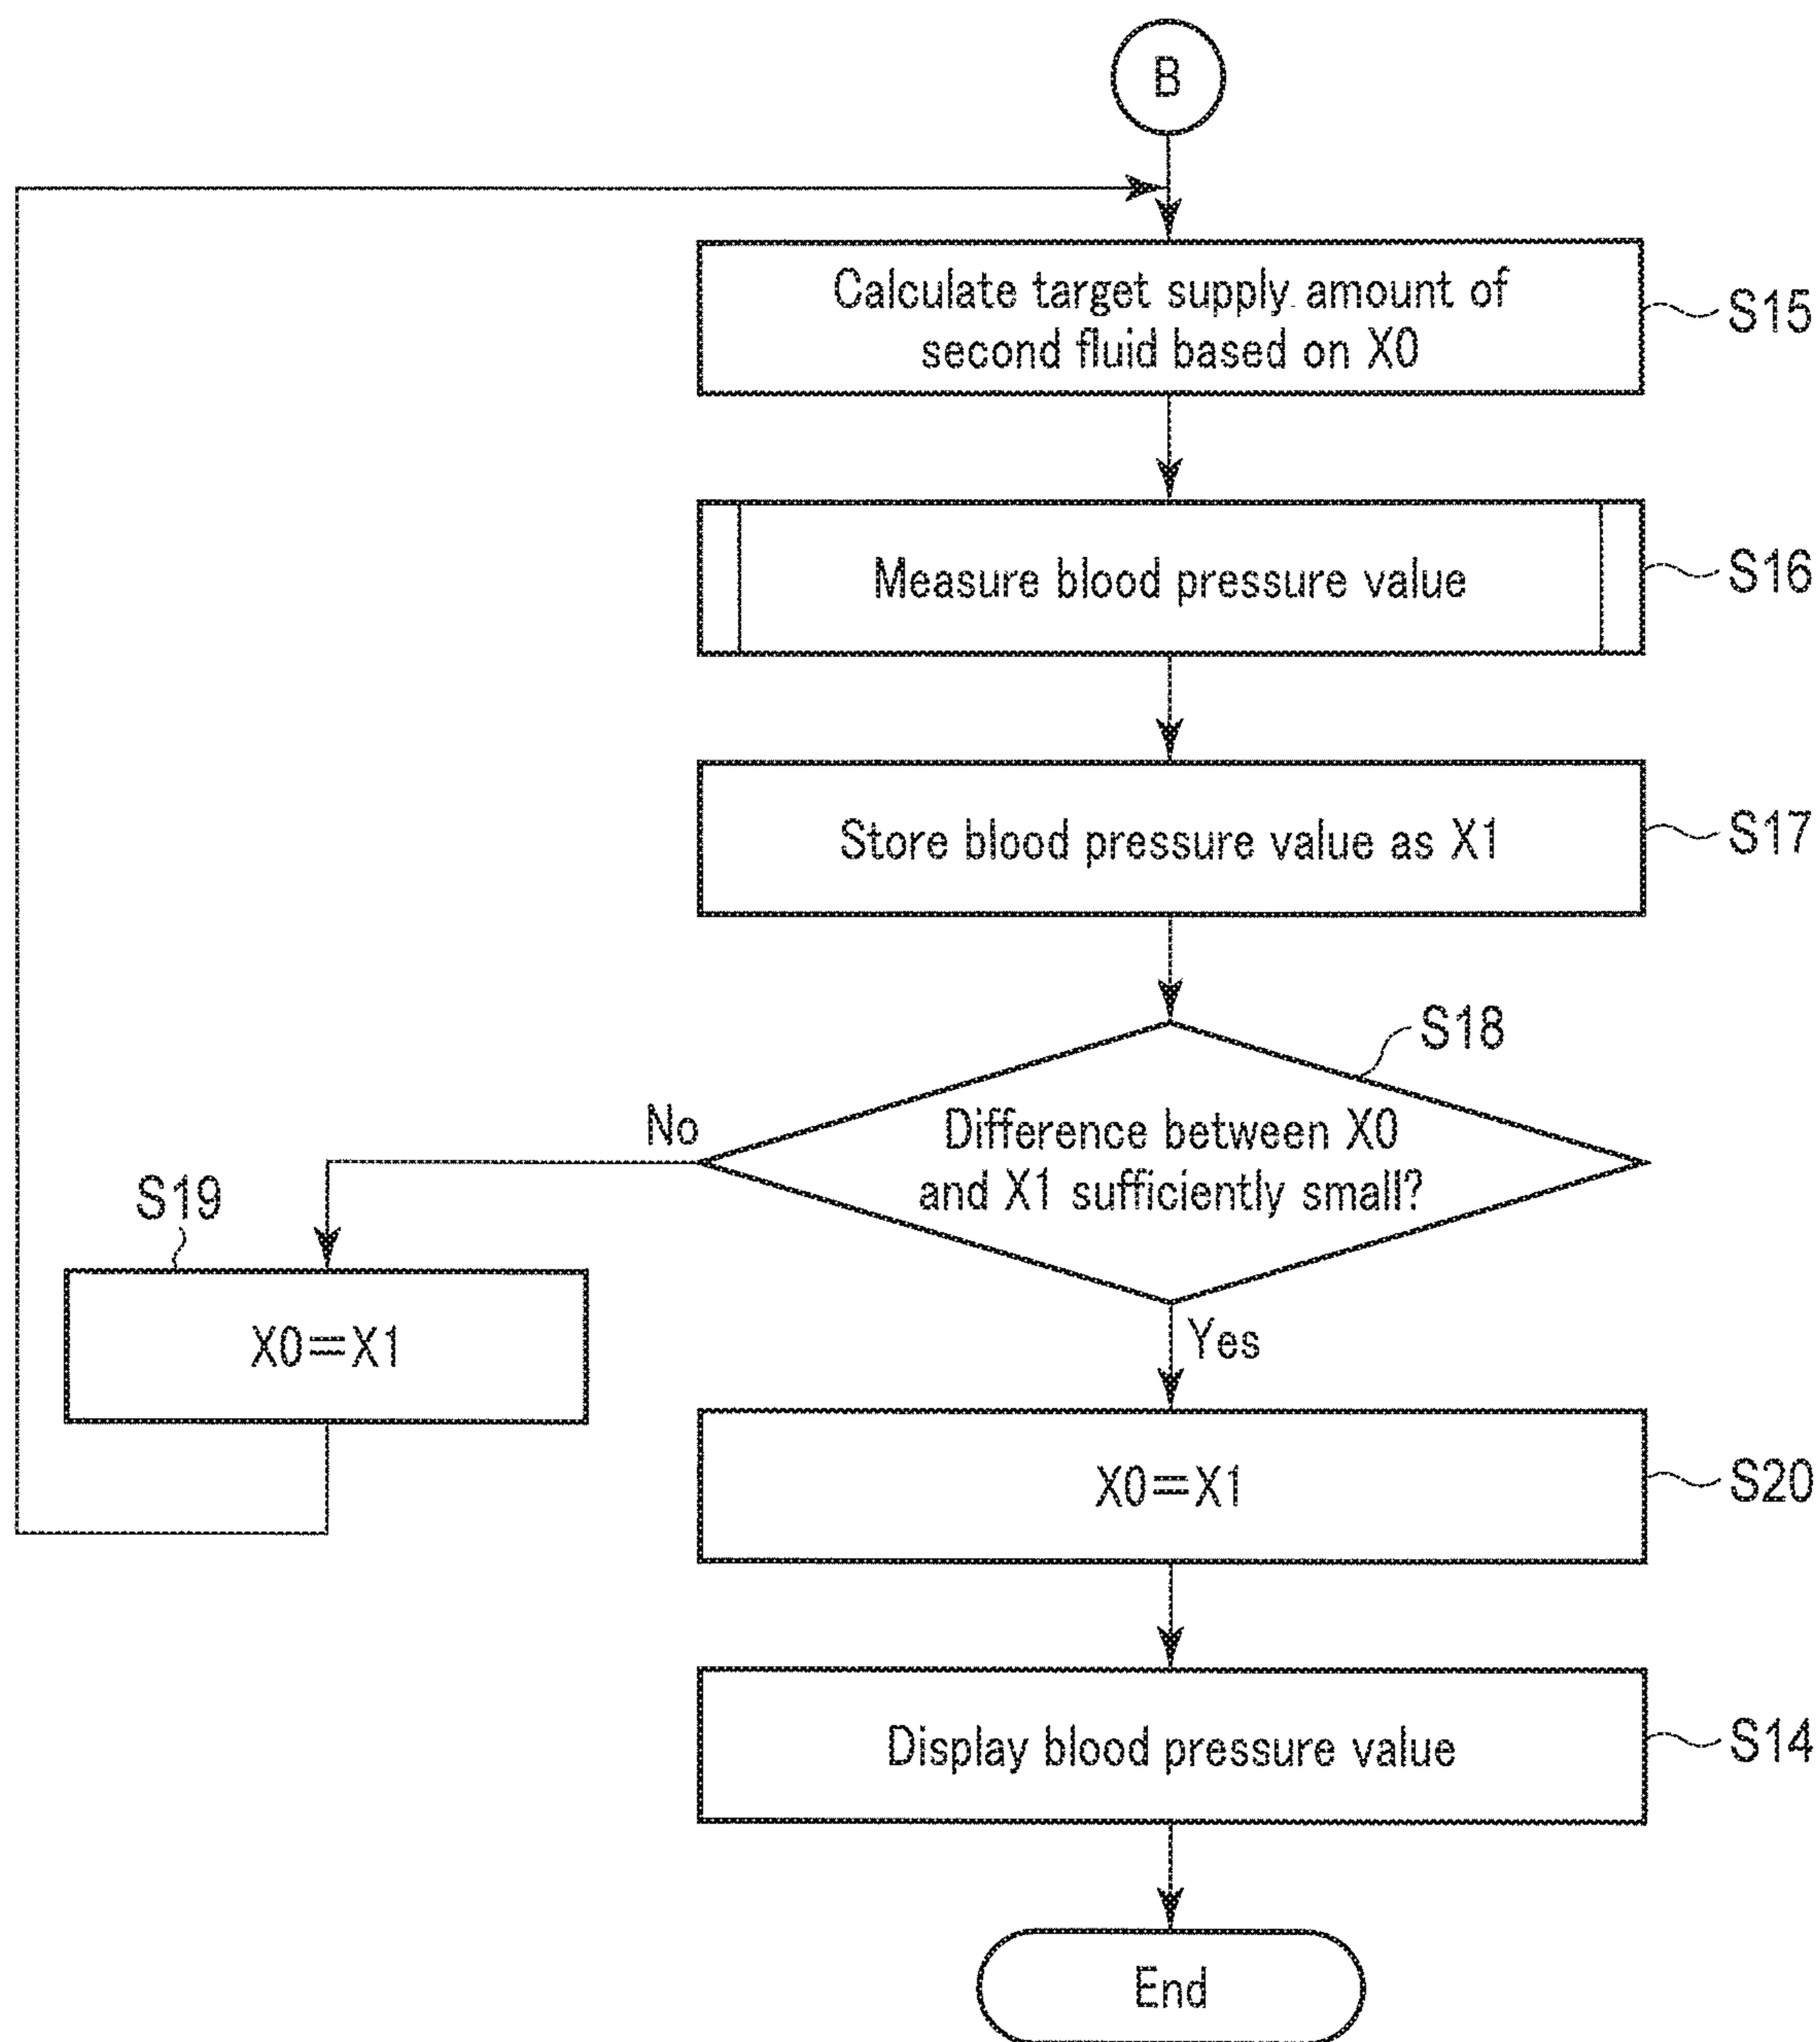 B
Calculate target supply amount of
second fluid based on X0
S15
Measure blood pressure value
S16
Store blood pressure value as X1
S17
S18
Difference between X0
and X1 sufficiently small?
No
Yes
S19
X0=X1
X0=X1
S20
Display blood pressure value
S14
End